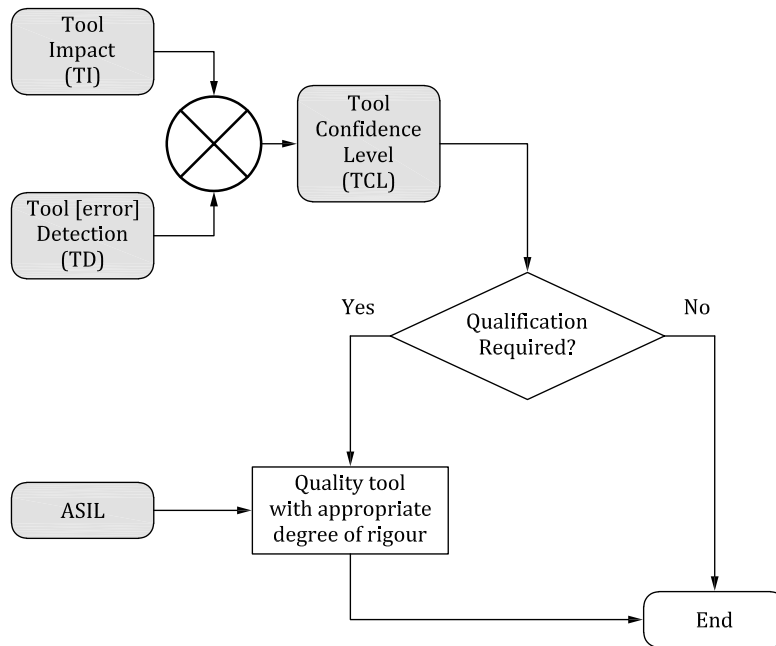 Tool
Impact
(TI)
Tool
Confidence
Level
(TCL)
Tool [error]
Detection
(TD)
Yes
No
Qualification
Required?
ASIL
Quality tool
with appropriate
degree of rigour
End